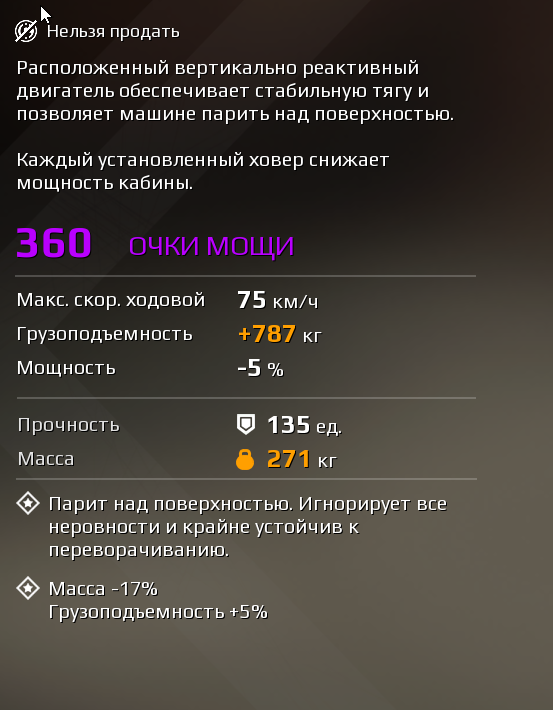 Нельзя продать
Расположенный вертикально реактивный
двигатель обеспечивает стабильную тягу и
позволяет машине парить над поверхностью.
Каждый установленный ховер снижает
мощность кабины.
360 ОЧКИ МОЩИ
Макс. скор. ходовой 75 км/ч
Грузоподъемность +787 кг
Мощность -5 %
Прочность 135 ед.
Масса 271 кг
Парит над поверхностью. Игнорирует все
неровности и крайне устойчив к
переворачиванию.
Масса -17%
Грузоподъемность +5%